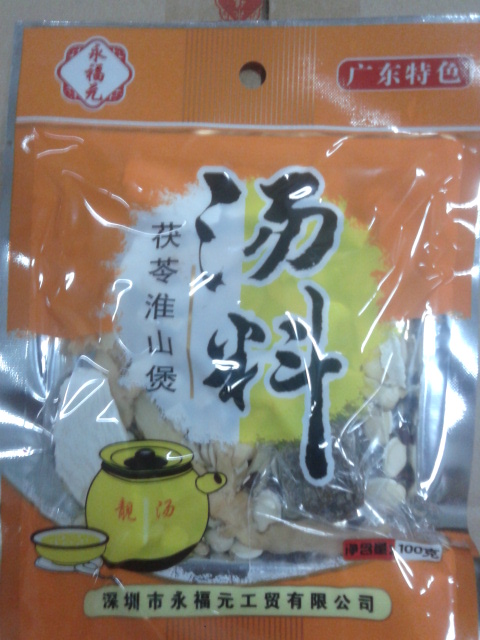 永福元
广东特色
汤料
茯苓淮山煲
靓汤
净含量:100克
深圳市永福元工贸有限公司